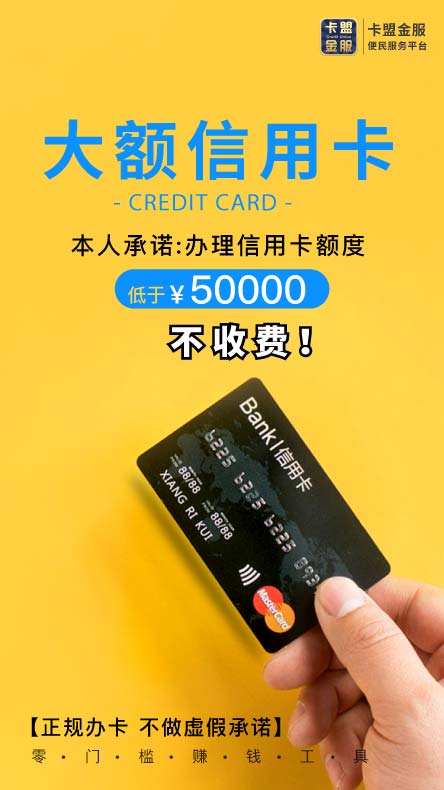 卡盟
金服
Credit Union
卡盟金服
便民服务平台
大额信用卡
- CREDIT CARD -
本人承诺:办理信用卡额度
低于￥50000
不收费！
Bank|信用卡
6225 6225 6225
88/88
88/88
XIANG RI KUI
MasterCard
【正规办卡 不做虚假承诺】
零·门·槛·赚·钱·工·具